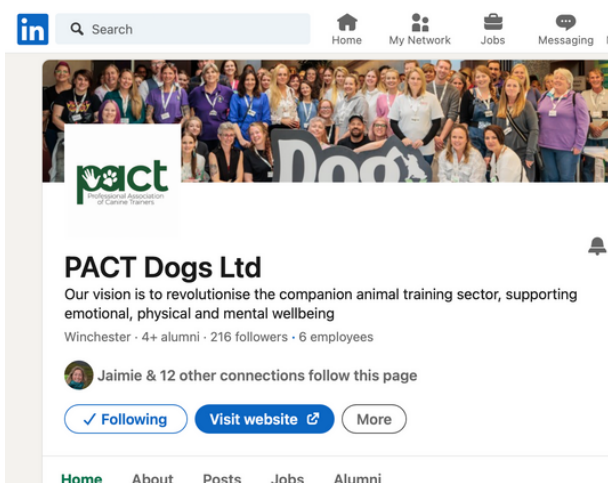 in
Search
Home
My Network
Jobs
Messaging
Dogs
pact
Professional Association
of Canine Trainers
PACT Dogs Ltd
Our vision is to revolutionise the companion animal training sector, supporting
emotional, physical and mental wellbeing
Winchester · 4+ alumni · 216 followers · 6 employees
Jaimie & 12 other connections follow this page
✓ Following
Visit website
More
Home About Posts Jobs Alumni